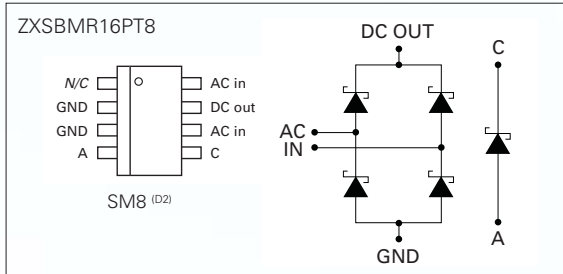 ZXSBMR16PT8
N/C
GND
GND
A
AC in
DC out
AC in
C
SM8 (D2)
DC OUT
AC
IN
GND
C
A